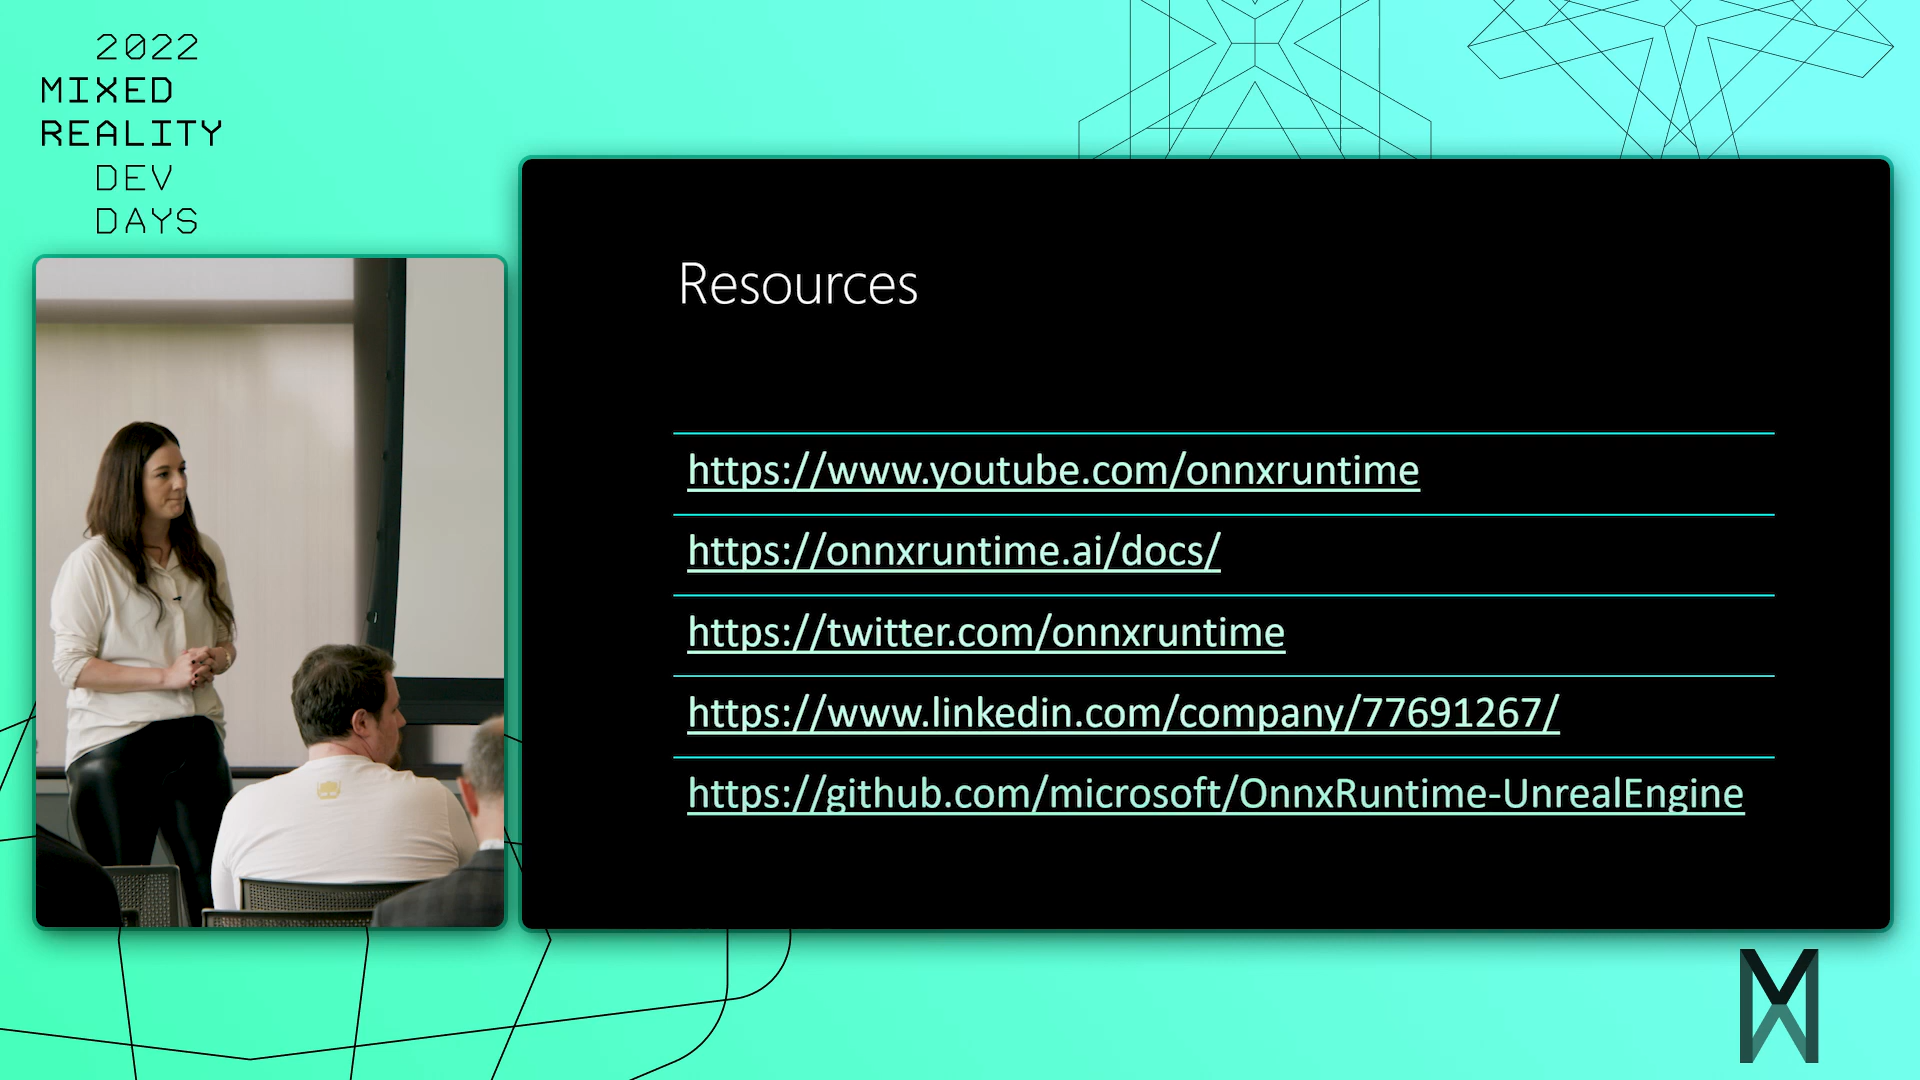 2022
MIXED
REALITY
DEV
DAYS
Resources
https://www.youtube.com/onnxruntime
https://onnxruntime.ai/docs/
https://twitter.com/onnxruntime
https://www.linkedin.com/company/77691267/
https://github.com/microsoft/OnnxRuntime-UnrealEngine